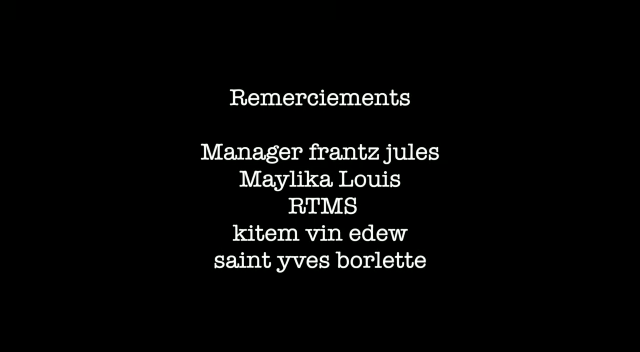 Remerciements
Manager frantz jules
Maylika Louis
RTMS
kitem vin edew
saint yves borlette